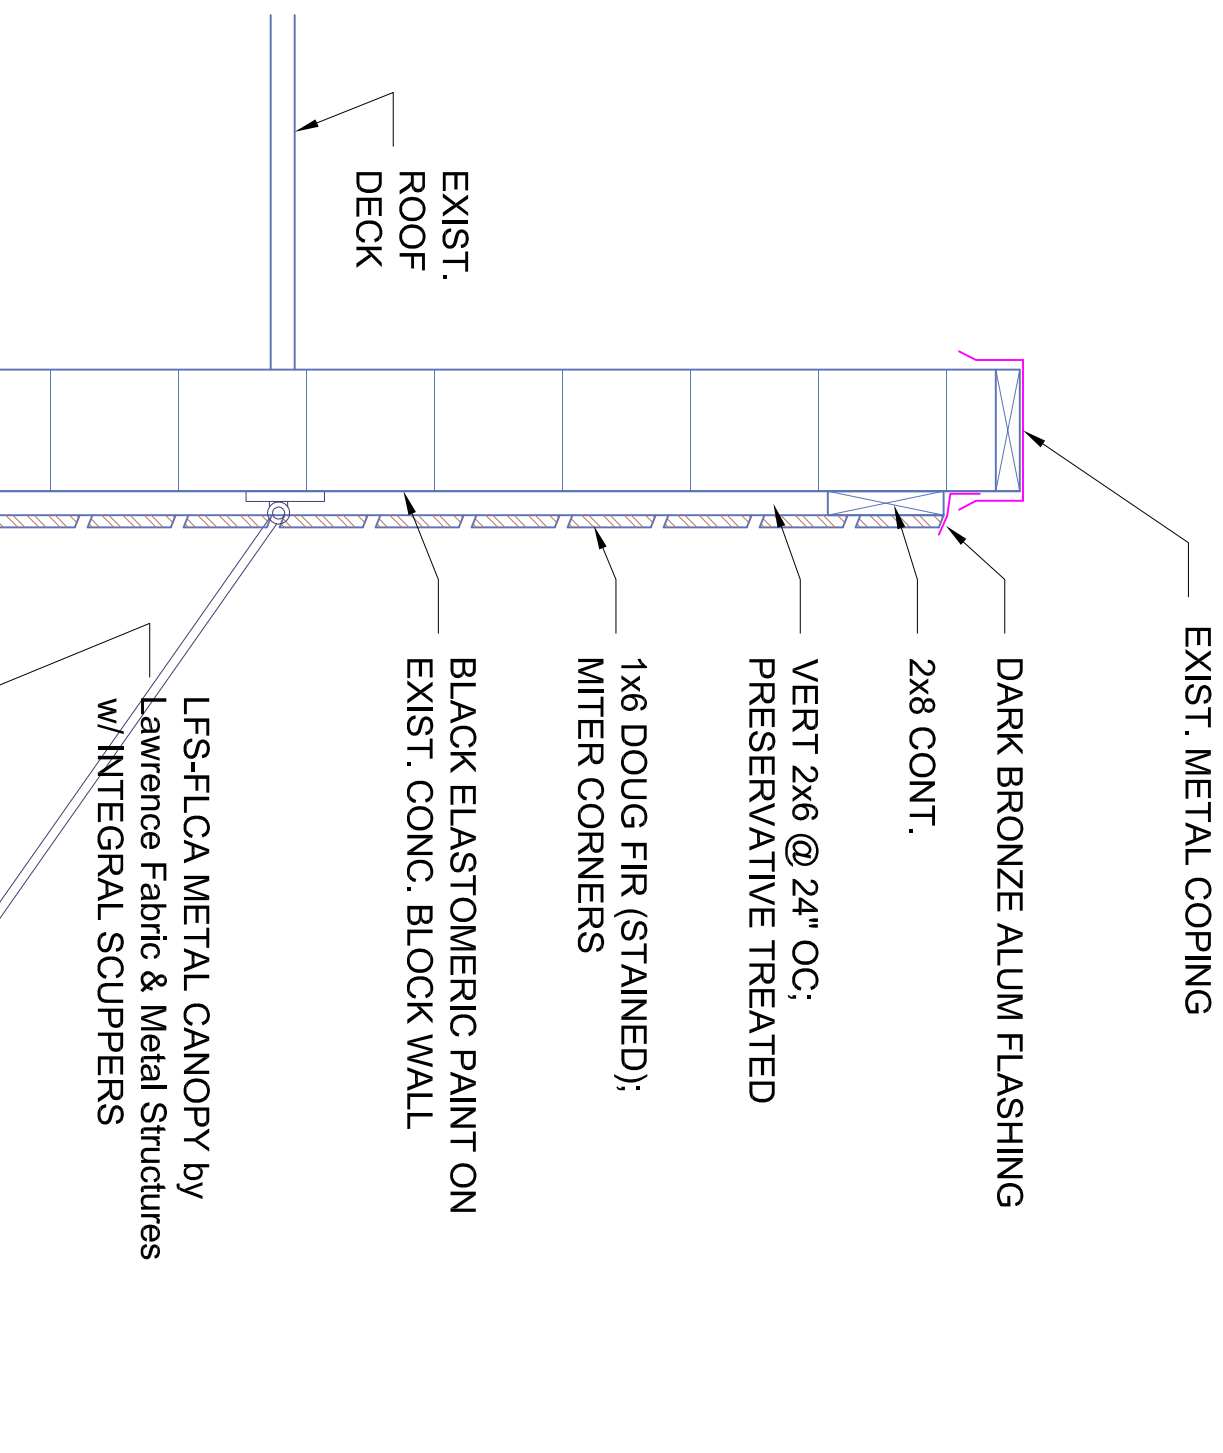 EXIST. METAL COPING
DARK BRONZE ALUM FLASHING
2x8 CONT.
VERT 2x6 @ 24" OC;
PRESERVATIVE TREATED
1x6 DOUG FIR (STAINED);
MITER CORNERS
BLACK ELASTOMERIC PAINT ON
EXIST. CONC. BLOCK WALL
EXIST.
ROOF
DECK
LFS-FLCA METAL CANOPY by
Lawrence Fabric & Metal Structures
w/ INTEGRAL SCUPPERS